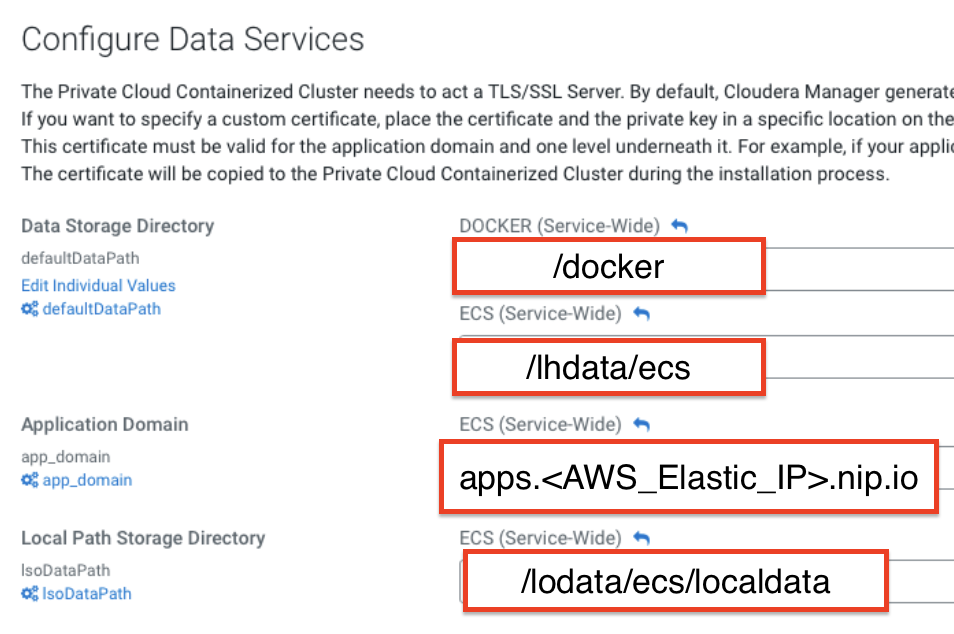 Configure Data Services
The Private Cloud Containerized Cluster needs to act a TLS/SSL Server. By default, Cloudera Manager generate
If you want to specify a custom certificate, place the certificate and the private key in a specific location on the
This certificate must be valid for the application domain and one level underneath it. For example, if your applic
The certificate will be copied to the Private Cloud Containerized Cluster during the installation process.
Data Storage Directory
DOCKER (Service-Wide)
defaultDataPath
/docker
Edit Individual Values
defaultDataPath
ECS (Service-Wide)
/lhdata/ecs
Application Domain
ECS (Service-Wide)
app_domain
apps.<AWS_Elastic_IP>.nip.io
app_domain
Local Path Storage Directory
ECS (Service-Wide)
lsoDataPath
/lodata/ecs/localdata
lsoDataPath